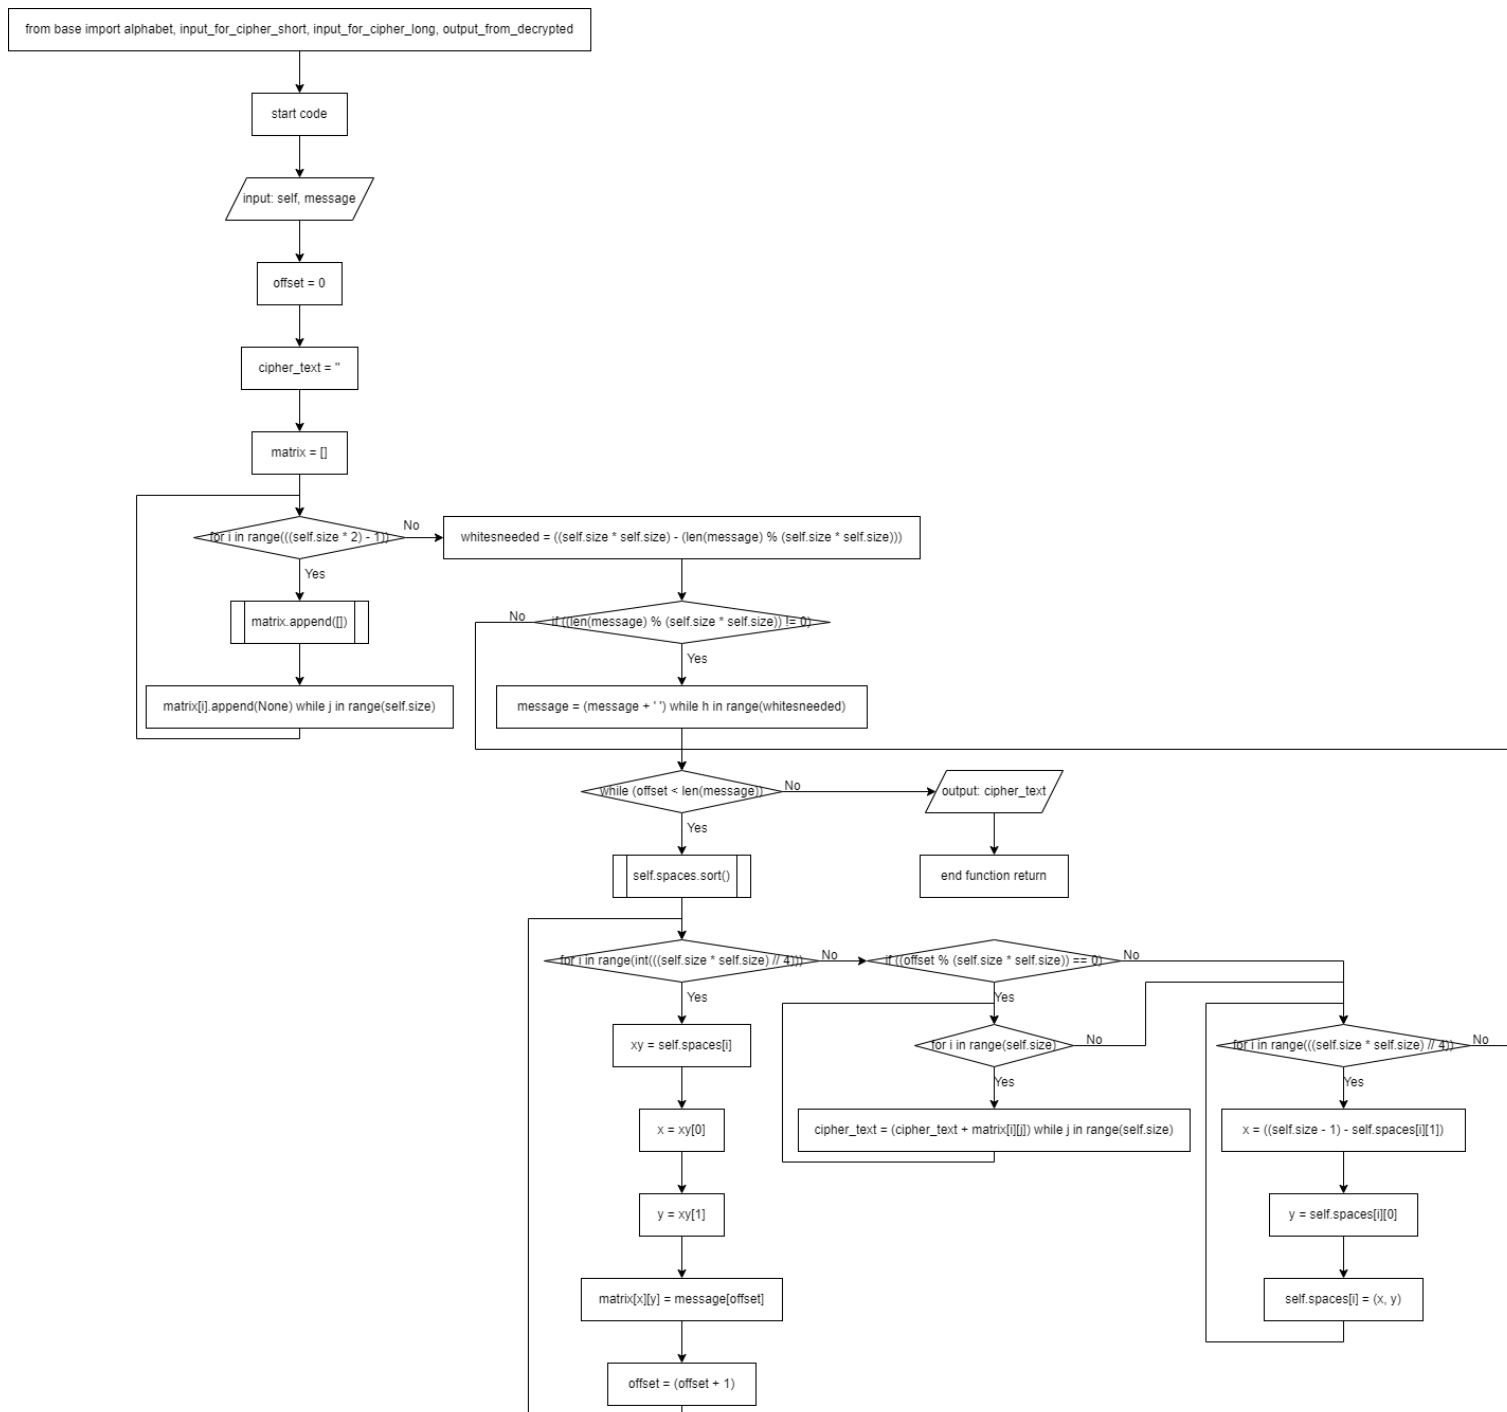 from base import alphabet, input_for_cipher_short, input_for_cipher_long, output_from_decrypted
start code
input: self, message
offset = 0
cipher_text = ''
matrix = []
for i in range(((self.size * 2) - 1))
No
whitesneeded = ((self.size * self.size) - (len(message) % (self.size * self.size)))
Yes
matrix.append([])
No
if ((len(message) % (self.size * self.size)) != 0)
Yes
matrix[i].append(None) while j in range(self.size)
message = (message + ' ') while h in range(whitesneeded)
while (offset < len(message))
No
output: cipher_text
Yes
self.spaces.sort()
end function return
for i in range(int(((self.size * self.size) // 4)))
No
if ((offset % (self.size * self.size)) == 0)
No
Yes
Yes
xy = self.spaces[i]
for i in range(self.size)
No
for i in range(((self.size * self.size) // 4))
No
Yes
Yes
x = xy[0]
cipher_text = (cipher_text + matrix[i][j]) while j in range(self.size)
x = ((self.size - 1) - self.spaces[i][1])
y = xy[1]
y = self.spaces[i][0]
matrix[x][y] = message[offset]
self.spaces[i] = (x, y)
offset = (offset + 1)